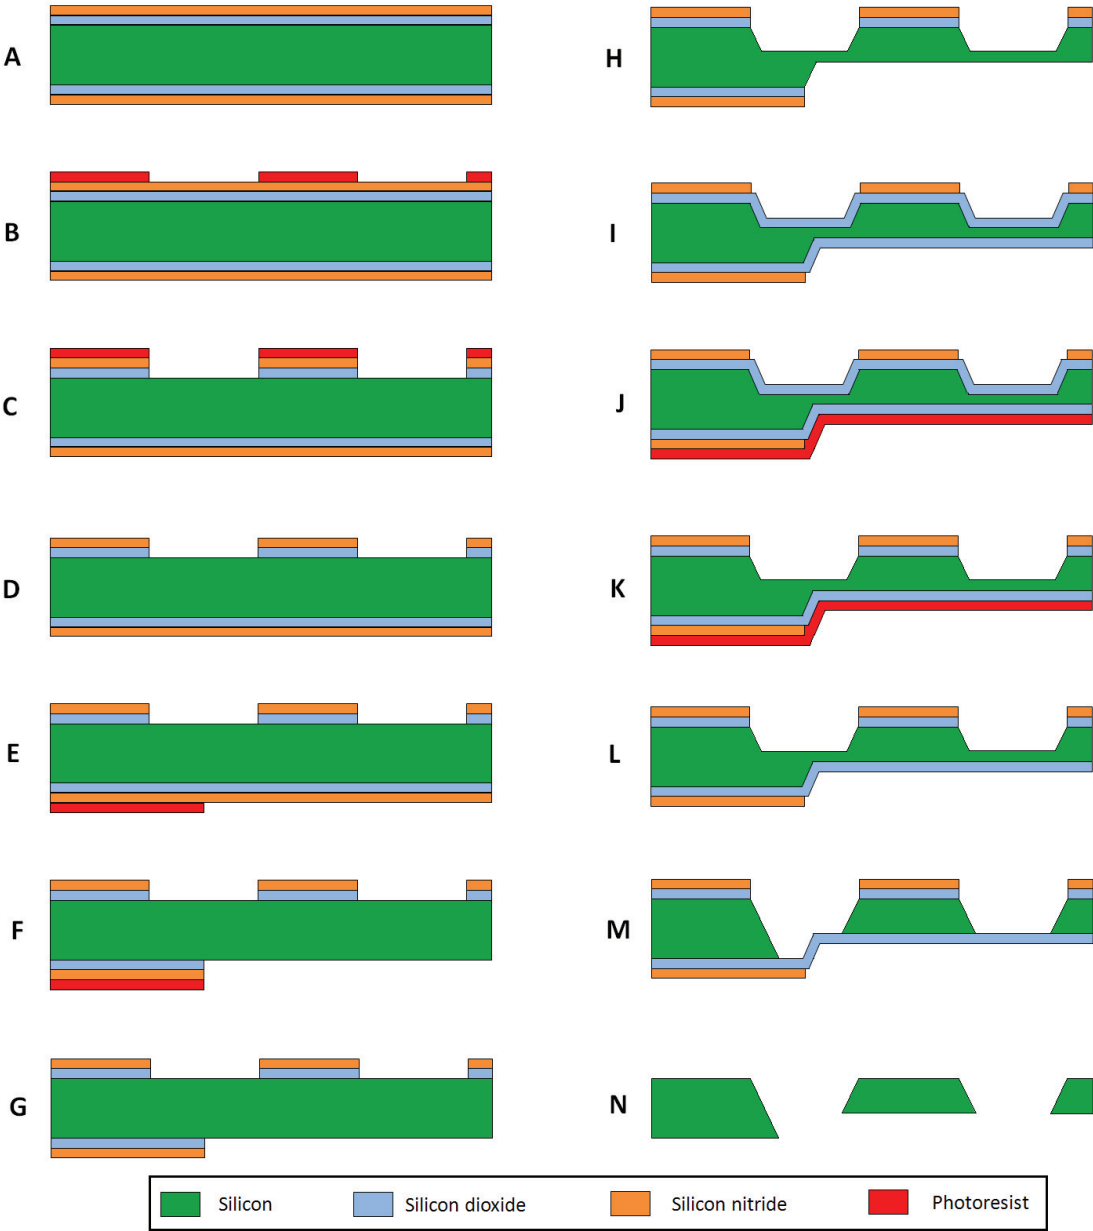 A
B
C
D
E
F
G
H
I
J
K
L
M
N
Silicon
Silicon dioxide
Silicon nitride
Photoresist